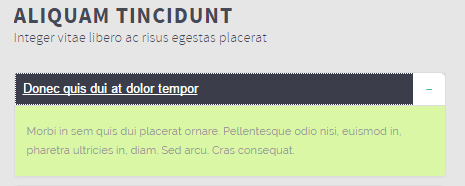 ALIQUAM TINCIDUNT
Integer vitae libero ac risus egestas placerat
Donec quis dui at dolor tempor −
Morbi in sem quis dui placerat ornare. Pellentesque odio nisi, euismod in,
pharetra ultricies in, diam. Sed arcu. Cras consequat.